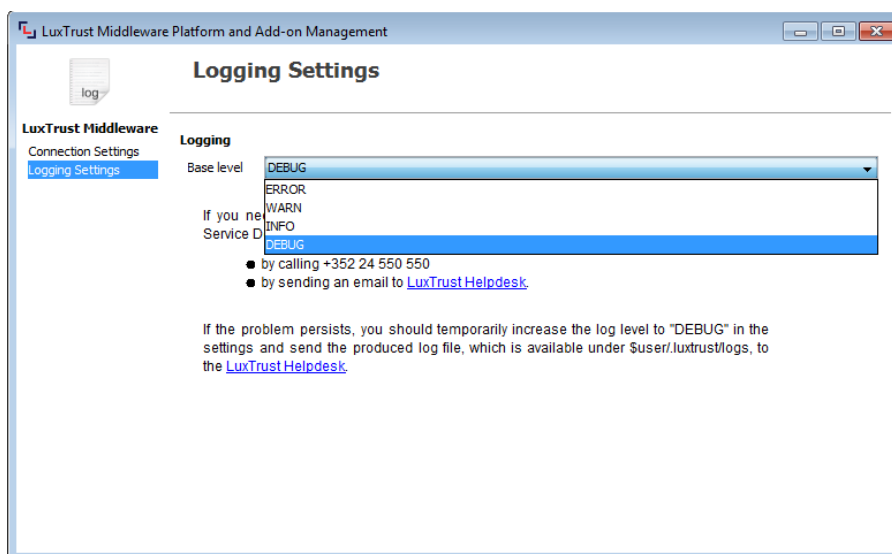 LuxTrust Middleware Platform and Add-on Management
log
Logging Settings
LuxTrust Middleware
Connection Settings
Logging Settings
Logging
Base level DEBUG
ERROR
WARN
INFO
DEBUG
If you
Service
by calling +352 24 550 550
by sending an email to LuxTrust Helpdesk.
If the problem persists, you should temporarily increase the log level to "DEBUG" in the
settings and send the produced log file, which is available under $user/.luxtrust/logs, to
the LuxTrust Helpdesk.